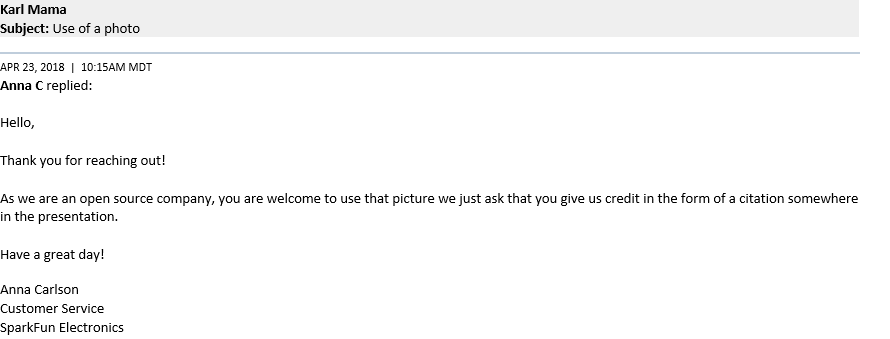 Karl Mama
Subject: Use of a photo
APR 23, 2018 | 10:15AM MDT
Anna C replied:
Hello,
Thank you for reaching out!
As we are an open source company, you are welcome to use that picture we just ask that you give us credit in the form of a citation somewhere
in the presentation.
Have a great day!
Anna Carlson
Customer Service
SparkFun Electronics